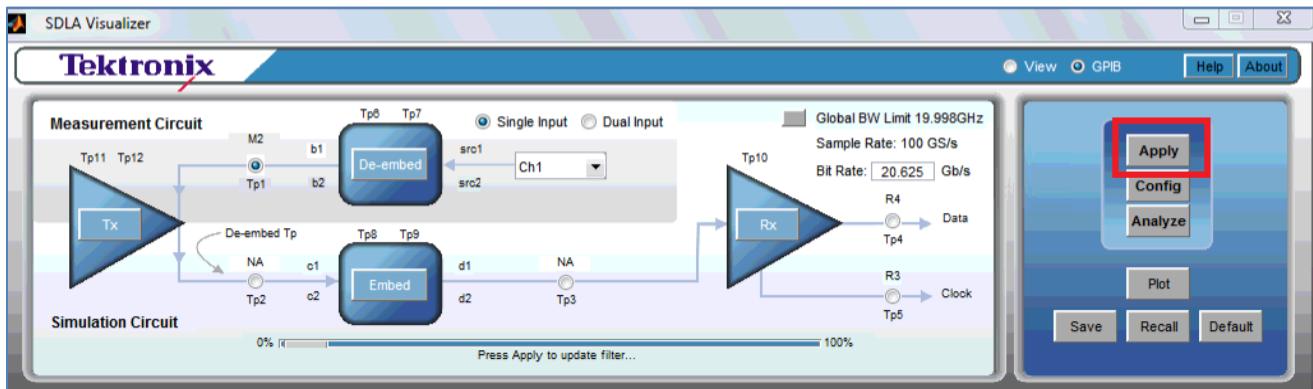 SDLA Visualizer
Tektronix
View
GPIB
Help
About
Measurement Circuit
Tp11 Tp12
M2
Tp1
b1
b2
Tp6 Tp7
De-embed
Single Input
Dual Input
src1
src2
Ch1
Global BW Limit 19.998GHz
Sample Rate: 100 GS/s
Bit Rate: 20.625 Gb/s
Tp10
Tx
De-embed Tp
NA
Tp2
c1
c2
Tp8 Tp9
Embed
d1
d2
NA
Tp3
Rx
R4
Data
Tp4
R3
Clock
Tp5
Simulation Circuit
0%
100%
Press Apply to update filter...
Apply
Config
Analyze
Plot
Save
Recall
Default